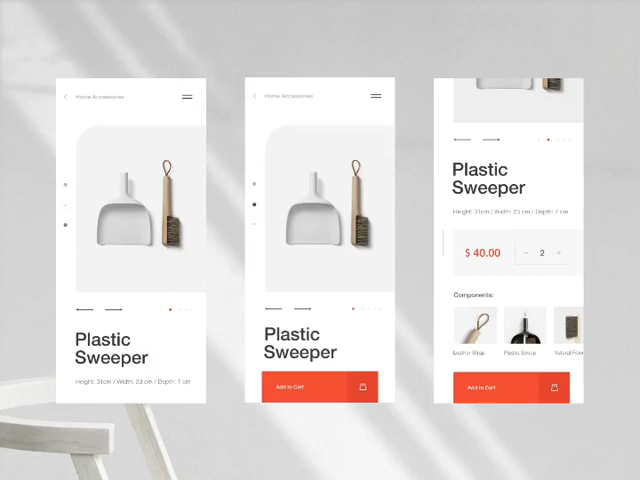 Home Accessories
Plastic
Sweeper
Height: 31cm / Width: 23 cm / Depth: 7 cm
Home Accessories
Plastic
Sweeper
Add to Cart
Plastic
Sweeper
Height: 31cm / Width: 23 cm / Depth: 7 cm
$ 40.00
− 2 +
Components:
Leather Strap
Plastic Scoop
Natural Fiber
Add to Cart